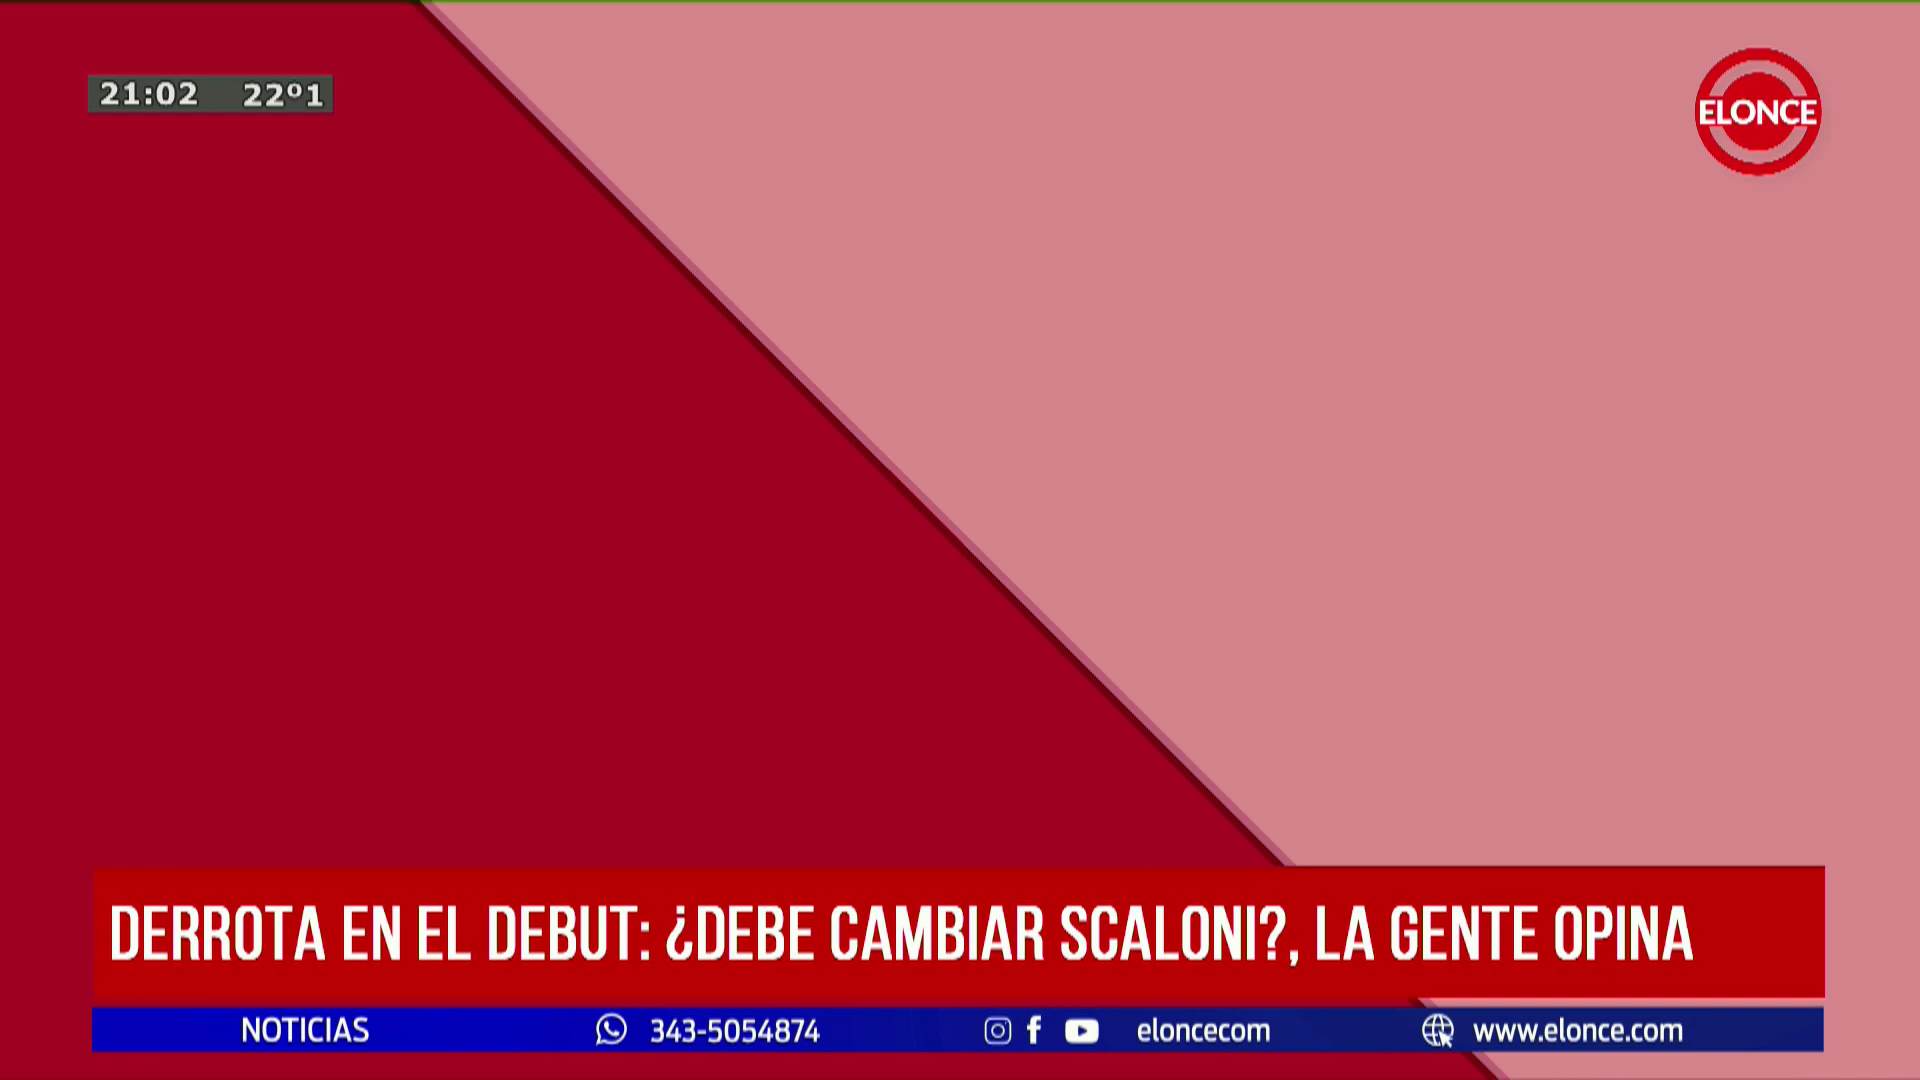 21:02 22º1
ELONCE
DERROTA EN EL DEBUT: ¿DEBE CAMBIAR SCALONI?, LA GENTE OPINA
NOTICIAS 343-5054874 eloncecom www.elonce.com